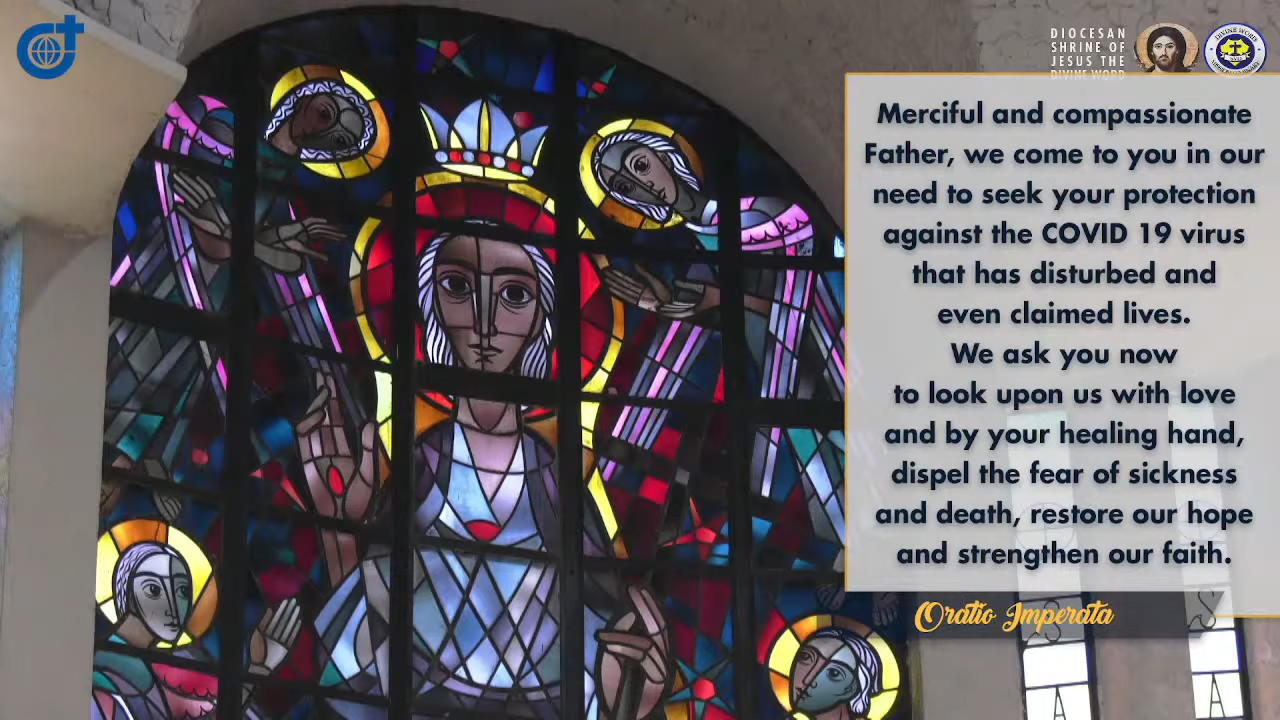 DIOCESAN
SHRINE OF
JESUS THE
DIVINE WORD
Merciful and compassionate
Father, we come to you in our
need to seek your protection
against the COVID 19 virus
that has disturbed and
even claimed lives.
We ask you now
to look upon us with love
and by your healing hand,
dispel the fear of sickness
and death, restore our hope
and strengthen our faith.
Oratio Imperata
A
A